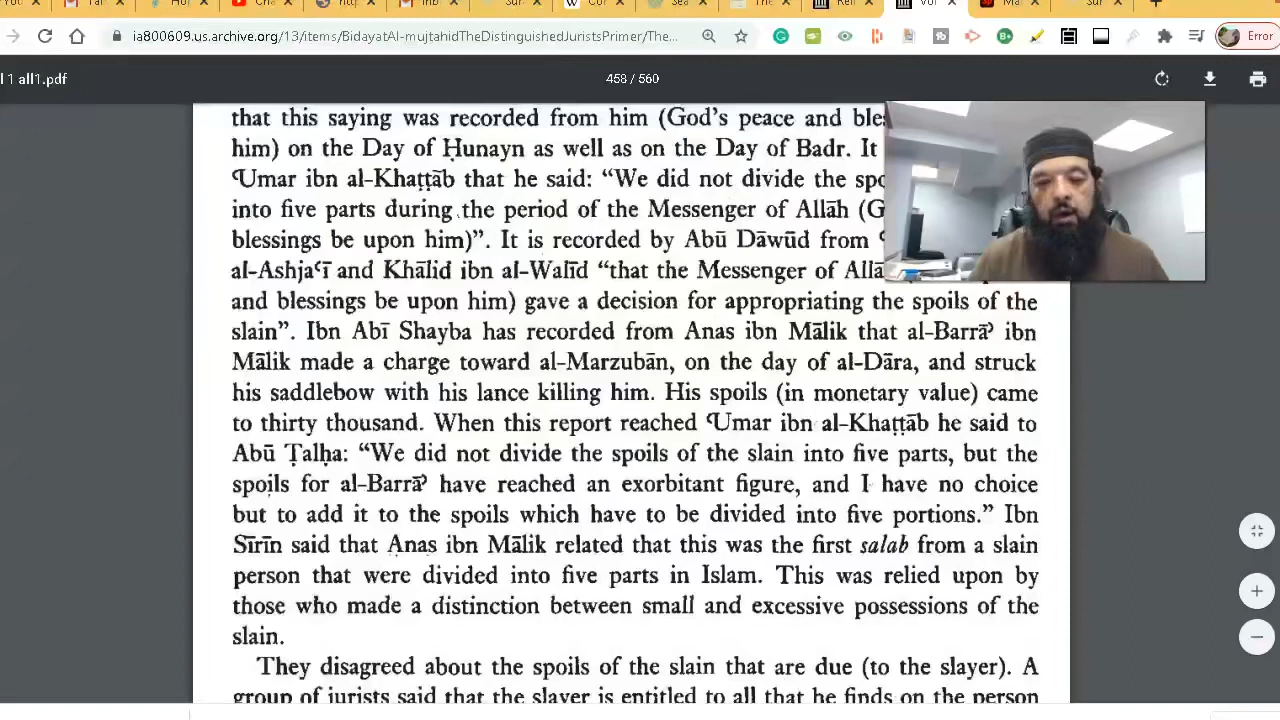 ia800609.us.archive.org/13/items/BidayatAl-mujtahidTheDistinguishedJuristsPrimer/The...
Error
l 1 all1.pdf
458 / 560
that this saying was recorded from him (God's peace and
him) on the Day of Ḥunayn as well as on the Day of Badr. It
ʿUmar ibn al-Khaṭṭāb that he said: “We did not divide the
into five parts during the period of the Messenger of Allāh
blessings be upon him)”. It is recorded by Abū Dāwūd from
al-Ashjaʿī and Khālid ibn al-Walīd “that the Messenger of
and blessings be upon him) gave a decision for appropriating the spoils of the
slain”. Ibn Abī Shayba has recorded from Anas ibn Mālik that al-Barrāʾ ibn
Mālik made a charge toward al-Marzubān, on the day of al-Dāra, and struck
his saddlebow with his lance killing him. His spoils (in monetary value) came
to thirty thousand. When this report reached ʿUmar ibn al-Khaṭṭāb he said to
Abū Ṭalḥa: “We did not divide the spoils of the slain into five parts, but the
spoils for al-Barrāʾ have reached an exorbitant figure, and I have no choice
but to add it to the spoils which have to be divided into five portions.” Ibn
Sīrīn said that Anas ibn Mālik related that this was the first salab from a slain
person that were divided into five parts in Islam. This was relied upon by
those who made a distinction between small and excessive possessions of the
slain.
They disagreed about the spoils of the slain that are due (to the slayer). A
group of jurists said that the slayer is entitled to all that he finds on the person